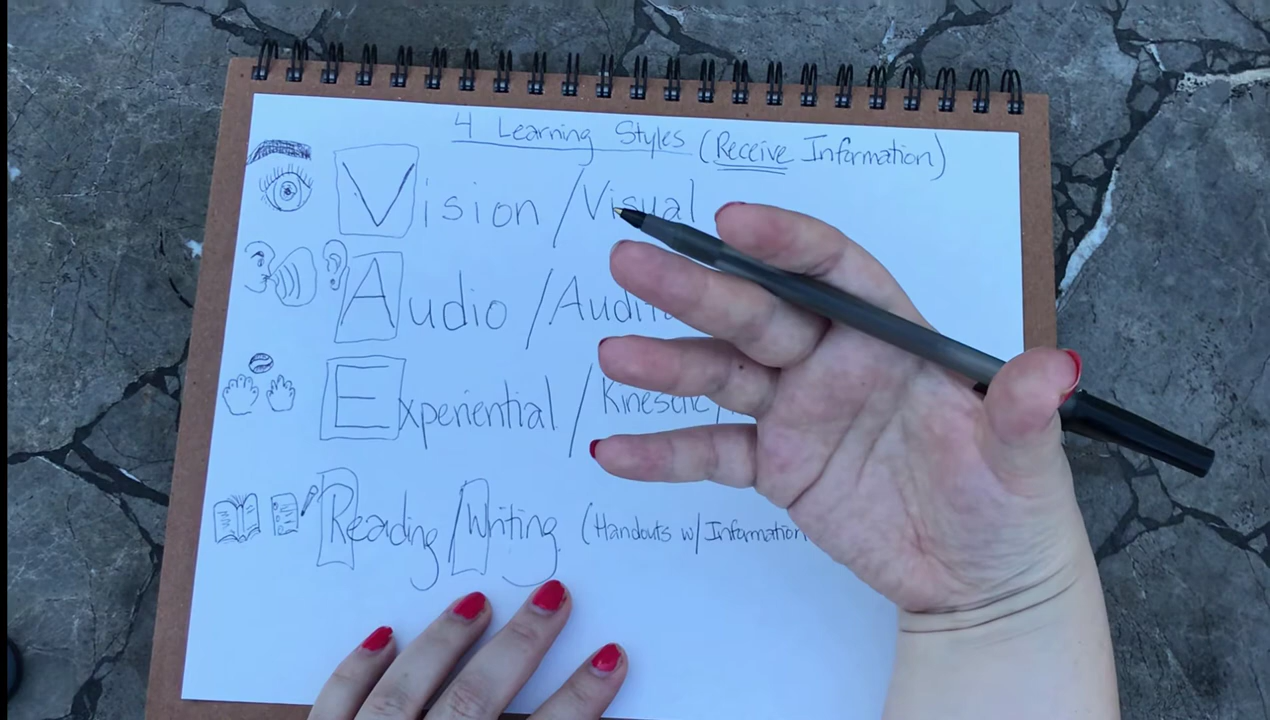 4 Learning Styles (Receive Information)
Vision / Visual
Audio /
Experiential /
Reading / Writing (Handouts w/ Information